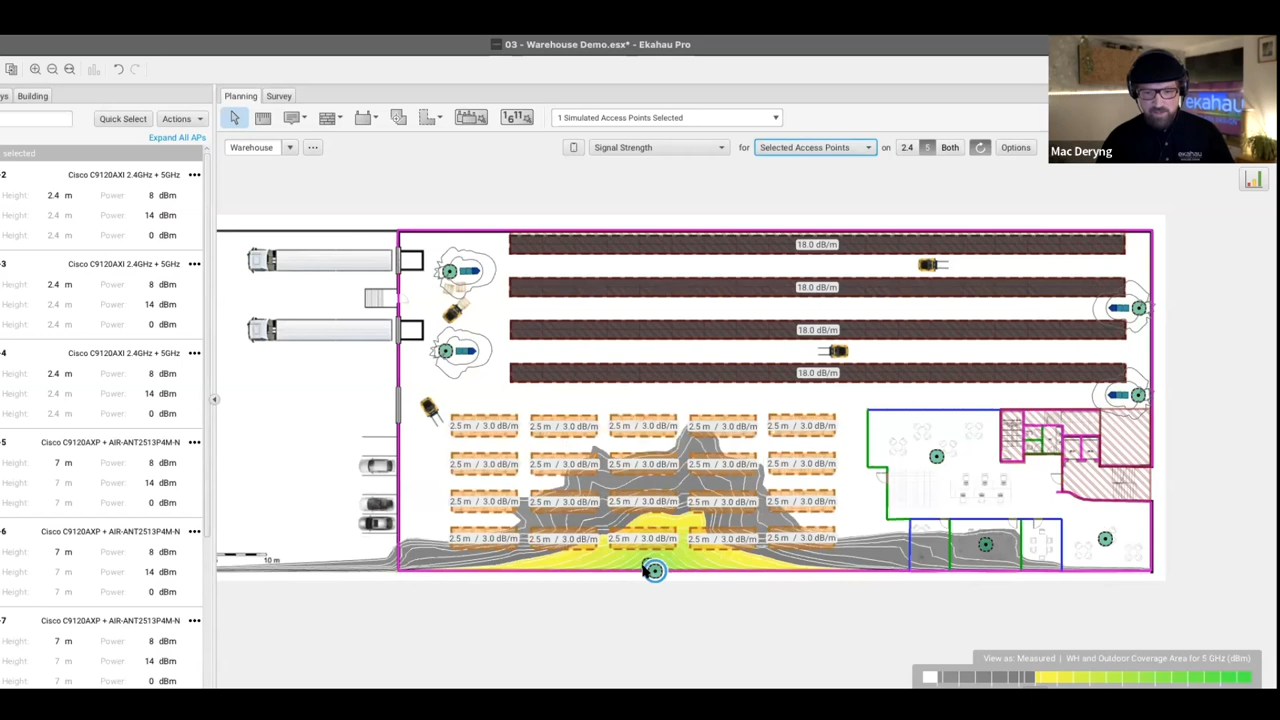 03 - Warehouse Demo.esx* - Ekahau Pro
ekahau
ekahau
Mac Deryng
ys Building
Quick Select Actions
Expand All APs
selected
-2 Cisco C9120AXI 2.4GHz + 5GHz •••
Height: 2.4 m Power: 8 dBm
Height: 2.4 m Power: 14 dBm
Height: 2.4 m Power: 0 dBm
-3 Cisco C9120AXI 2.4GHz + 5GHz •••
Height: 2.4 m Power: 8 dBm
Height: 2.4 m Power: 14 dBm
Height: 2.4 m Power: 0 dBm
-4 Cisco C9120AXI 2.4GHz + 5GHz •••
Height: 2.4 m Power: 8 dBm
Height: 2.4 m Power: 14 dBm
Height: 2.4 m Power: 0 dBm
-5 Cisco C9120AXP + AIR-ANT2513P4M-N •••
Height: 7 m Power: 8 dBm
Height: 7 m Power: 14 dBm
Height: 7 m Power: 0 dBm
-6 Cisco C9120AXP + AIR-ANT2513P4M-N •••
Height: 7 m Power: 8 dBm
Height: 7 m Power: 14 dBm
Height: 7 m Power: 0 dBm
-7 Cisco C9120AXP + AIR-ANT2513P4M-N •••
Height: 7 m Power: 8 dBm
Height: 7 m Power: 14 dBm
Height: 7 m Power: 0 dBm
Planning Survey
1 Simulated Access Points Selected
Warehouse ••• Signal Strength for Selected Access Points on 2.4 5 Both Options
18.0 dB/m
18.0 dB/m
18.0 dB/m
18.0 dB/m
2.5 m / 3.0 dB/m 2.5 m / 3.0 dB/m 2.5 m / 3.0 dB/m 2.5 m / 3.0 dB/m 2.5 m / 3.0 dB/m
2.5 m / 3.0 dB/m 2.5 m / 3.0 dB/m 2.5 m / 3.0 dB/m 2.5 m / 3.0 dB/m 2.5 m / 3.0 dB/m
2.5 m / 3.0 dB/m 2.5 m / 3.0 dB/m 2.5 m / 3.0 dB/m 2.5 m / 3.0 dB/m 2.5 m / 3.0 dB/m
2.5 m / 3.0 dB/m 2.5 m / 3.0 dB/m 2.5 m / 3.0 dB/m 2.5 m / 3.0 dB/m 2.5 m / 3.0 dB/m
10 m
View as: Measured | WH and Outdoor Coverage Area for 5 GHz (dBm)